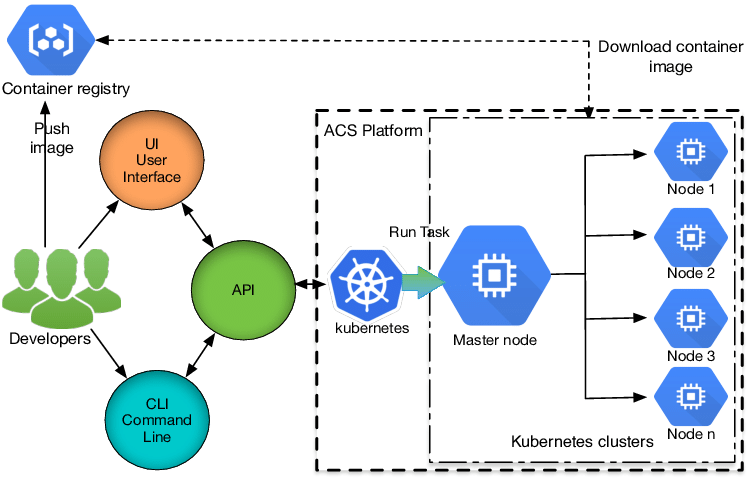 Download container
image
Container registry
Push
image
ACS Platform
UI
User
Interface
Node 1
Run Task
Node 2
API
kubernetes
Master node
Developers
Node 3
CLI
Command
Line
Node n
Kubernetes clusters